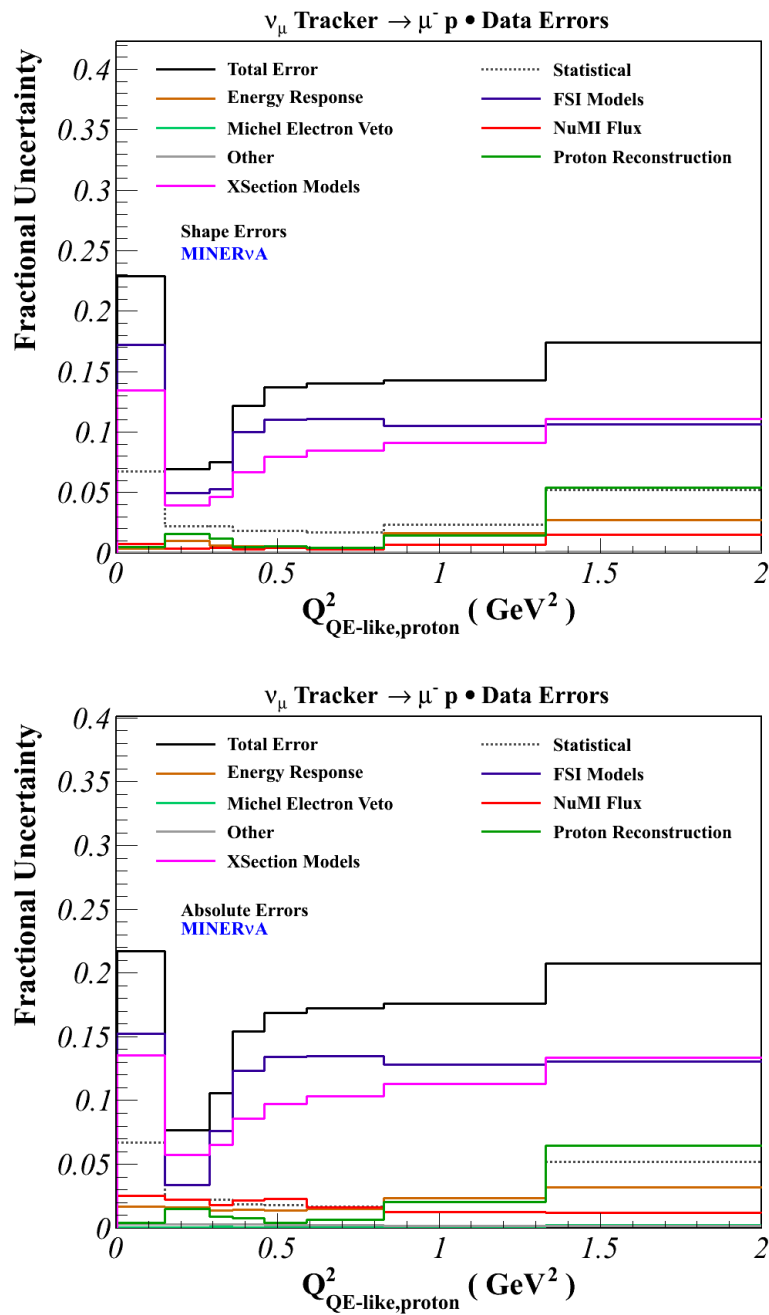 ν_μ Tracker → μ⁻ p • Data Errors
Fractional Uncertainty
0.4
0.35
0.3
0.25
0.2
0.15
0.1
0.05
0
Total Error
Energy Response
Michel Electron Veto
Other
XSection Models
Statistical
FSI Models
NuMI Flux
Proton Reconstruction
Shape Errors
MINERνA
0 0.5 1 1.5 2
Q²_QE-like,proton ( GeV² )
ν_μ Tracker → μ⁻ p • Data Errors
Fractional Uncertainty
0.4
0.35
0.3
0.25
0.2
0.15
0.1
0.05
0
Total Error
Energy Response
Michel Electron Veto
Other
XSection Models
Statistical
FSI Models
NuMI Flux
Proton Reconstruction
Absolute Errors
MINERνA
0 0.5 1 1.5 2
Q²_QE-like,proton ( GeV² )